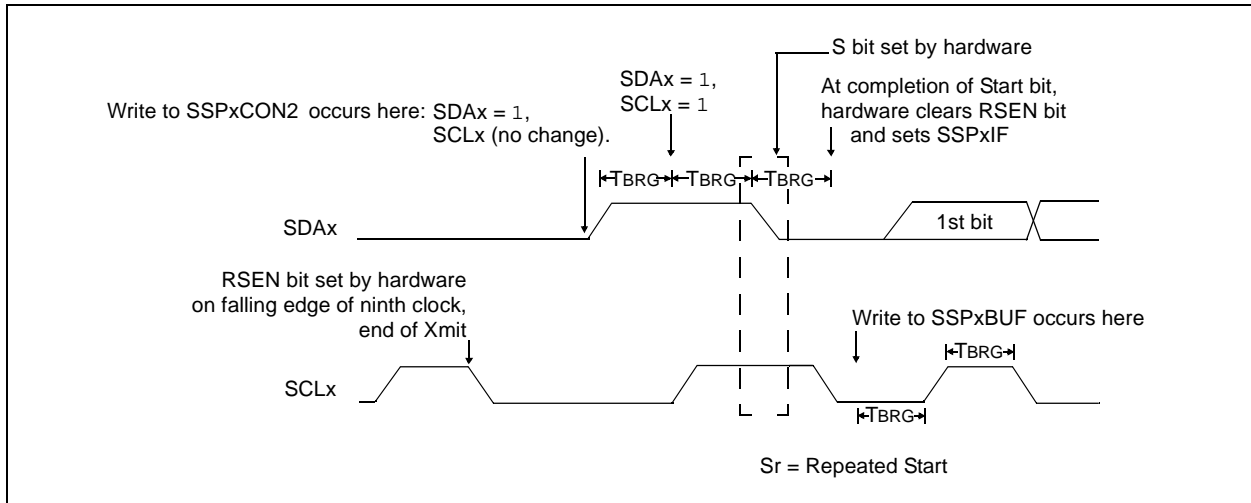 S bit set by hardware
SDAx = 1,
SCLx = 1
At completion of Start bit,
hardware clears RSEN bit
and sets SSPxIF
Write to SSPxCON2 occurs here: SDAx = 1,
SCLx (no change).
TBRG TBRG TBRG
SDAx
1st bit
RSEN bit set by hardware
on falling edge of ninth clock,
end of Xmit
Write to SSPxBUF occurs here
TBRG
SCLx
TBRG
Sr = Repeated Start